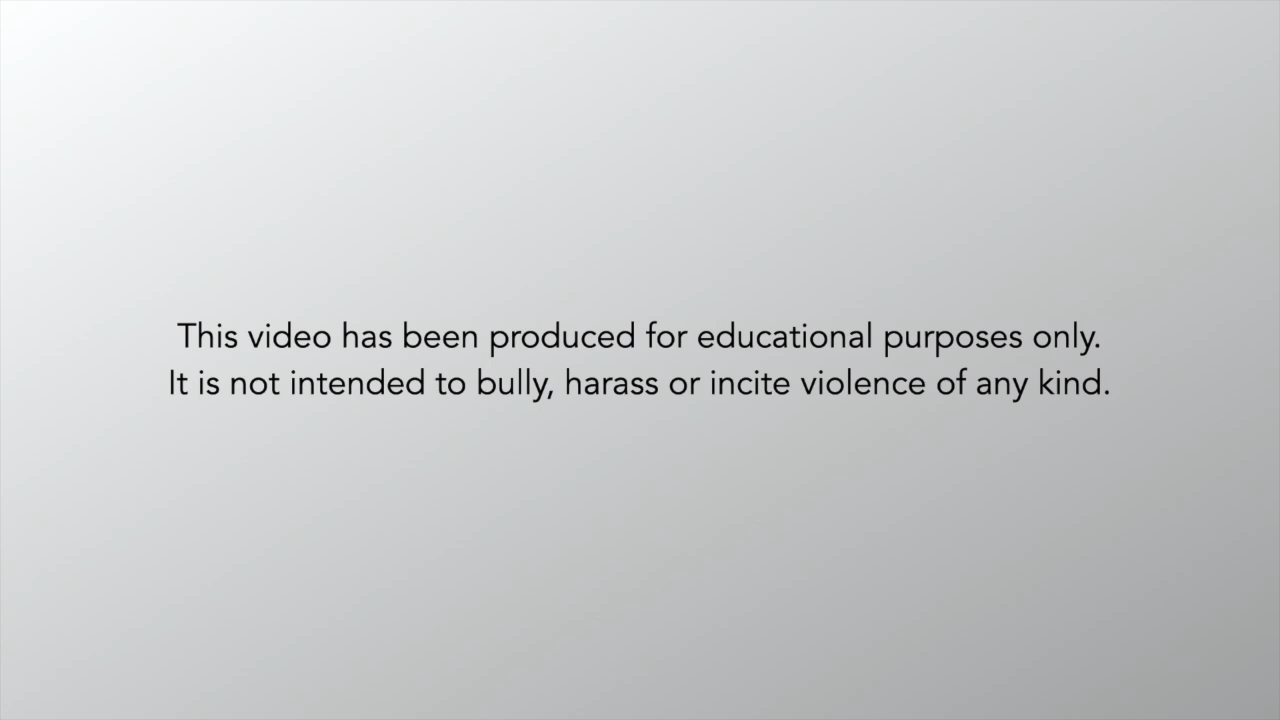 This video has been produced for educational purposes only.
It is not intended to bully, harass or incite violence of any kind.